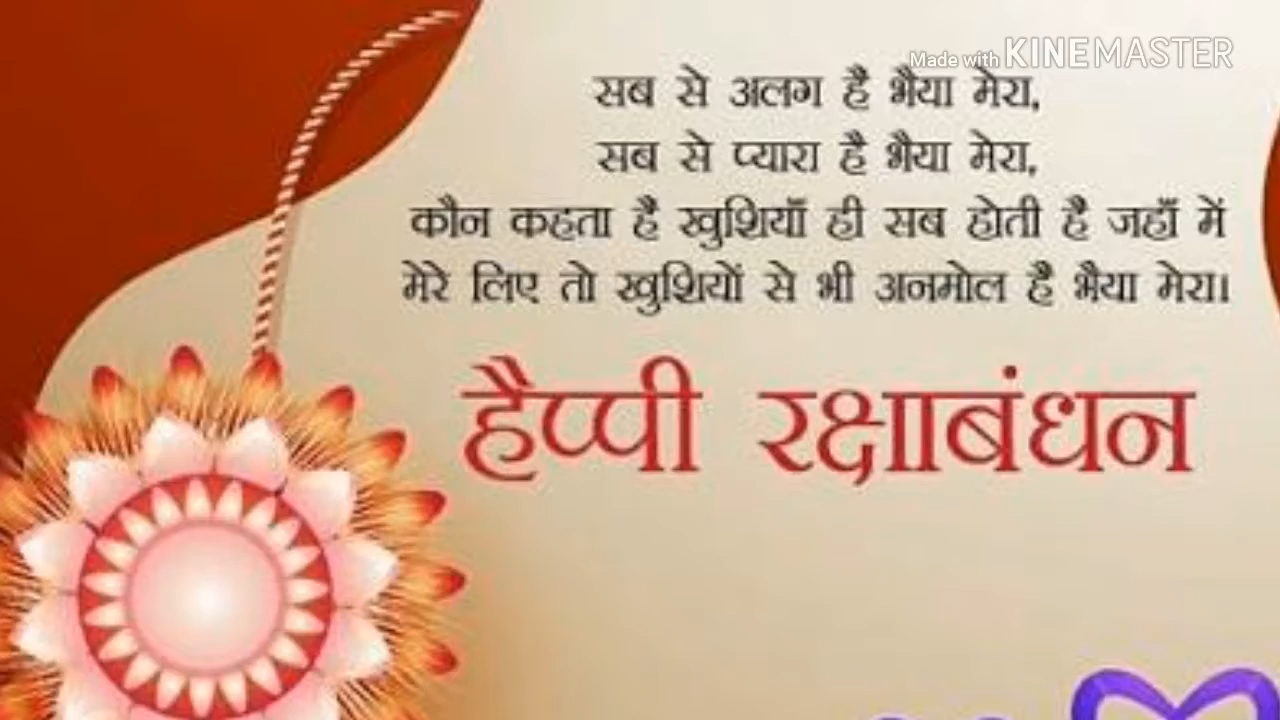 Made with KINEMASTER
सब से अलग है भैया मेरा,
सब से प्यारा है भैया मेरा,
कौन कहता है खुशियाँ ही सब होती है जहाँ में
मेरे लिए तो खुशियों से भी अनमोल है भैया मेरा।
हैप्पी रक्षाबंधन